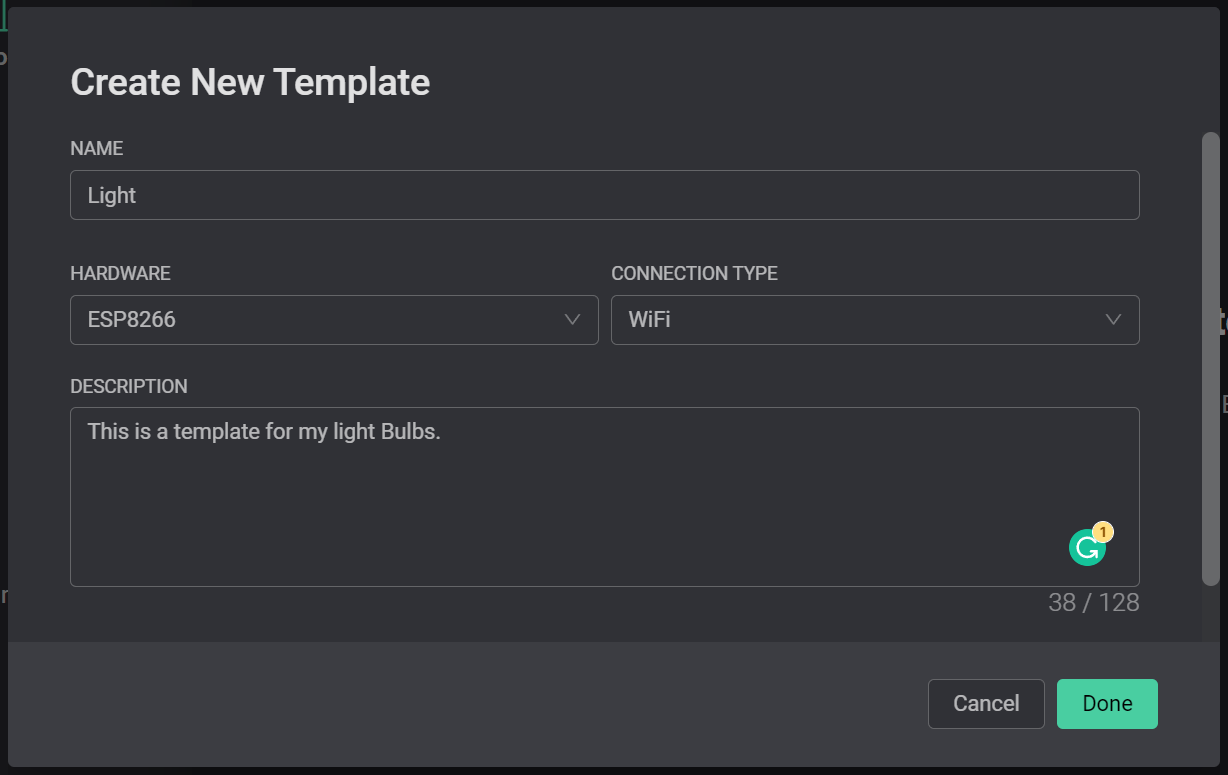 Create New Template
NAME
Light
HARDWARE
CONNECTION TYPE
ESP8266
WiFi
DESCRIPTION
This is a template for my light Bulbs.
1
38 / 128
Cancel
Done